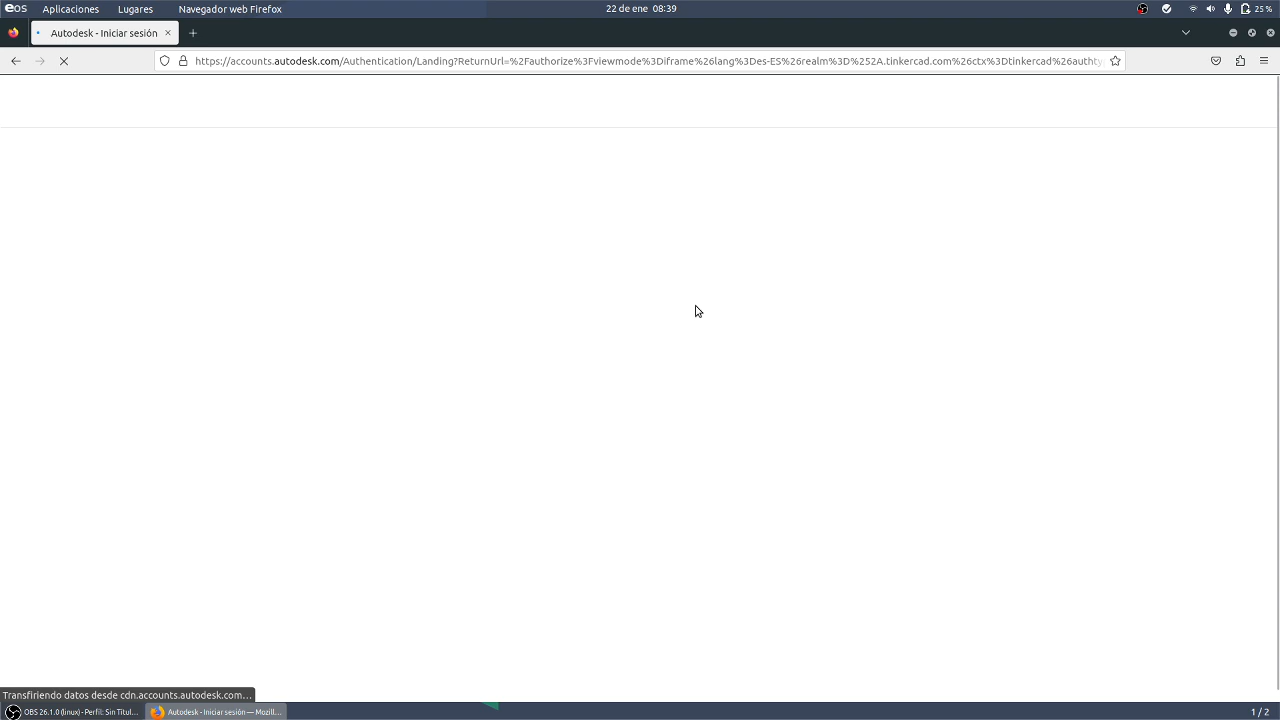 eos Aplicaciones Lugares Navegador web Firefox 22 de ene 08:39 25 %
Autodesk - Iniciar sesión
https://accounts.autodesk.com/Authentication/Landing?ReturnUrl=%2Fauthorize%3Fviewmode%3Diframe%26lang%3Des-ES%26realm%3D%252A.tinkercad.com%26ctx%3Dtinkercad%26authty
Transfiriendo datos desde cdn.accounts.autodesk.com…
OBS 26.1.0 (linux) - Perfil: Sin Títul… Autodesk - Iniciar sesión — Mozill… 1 / 2